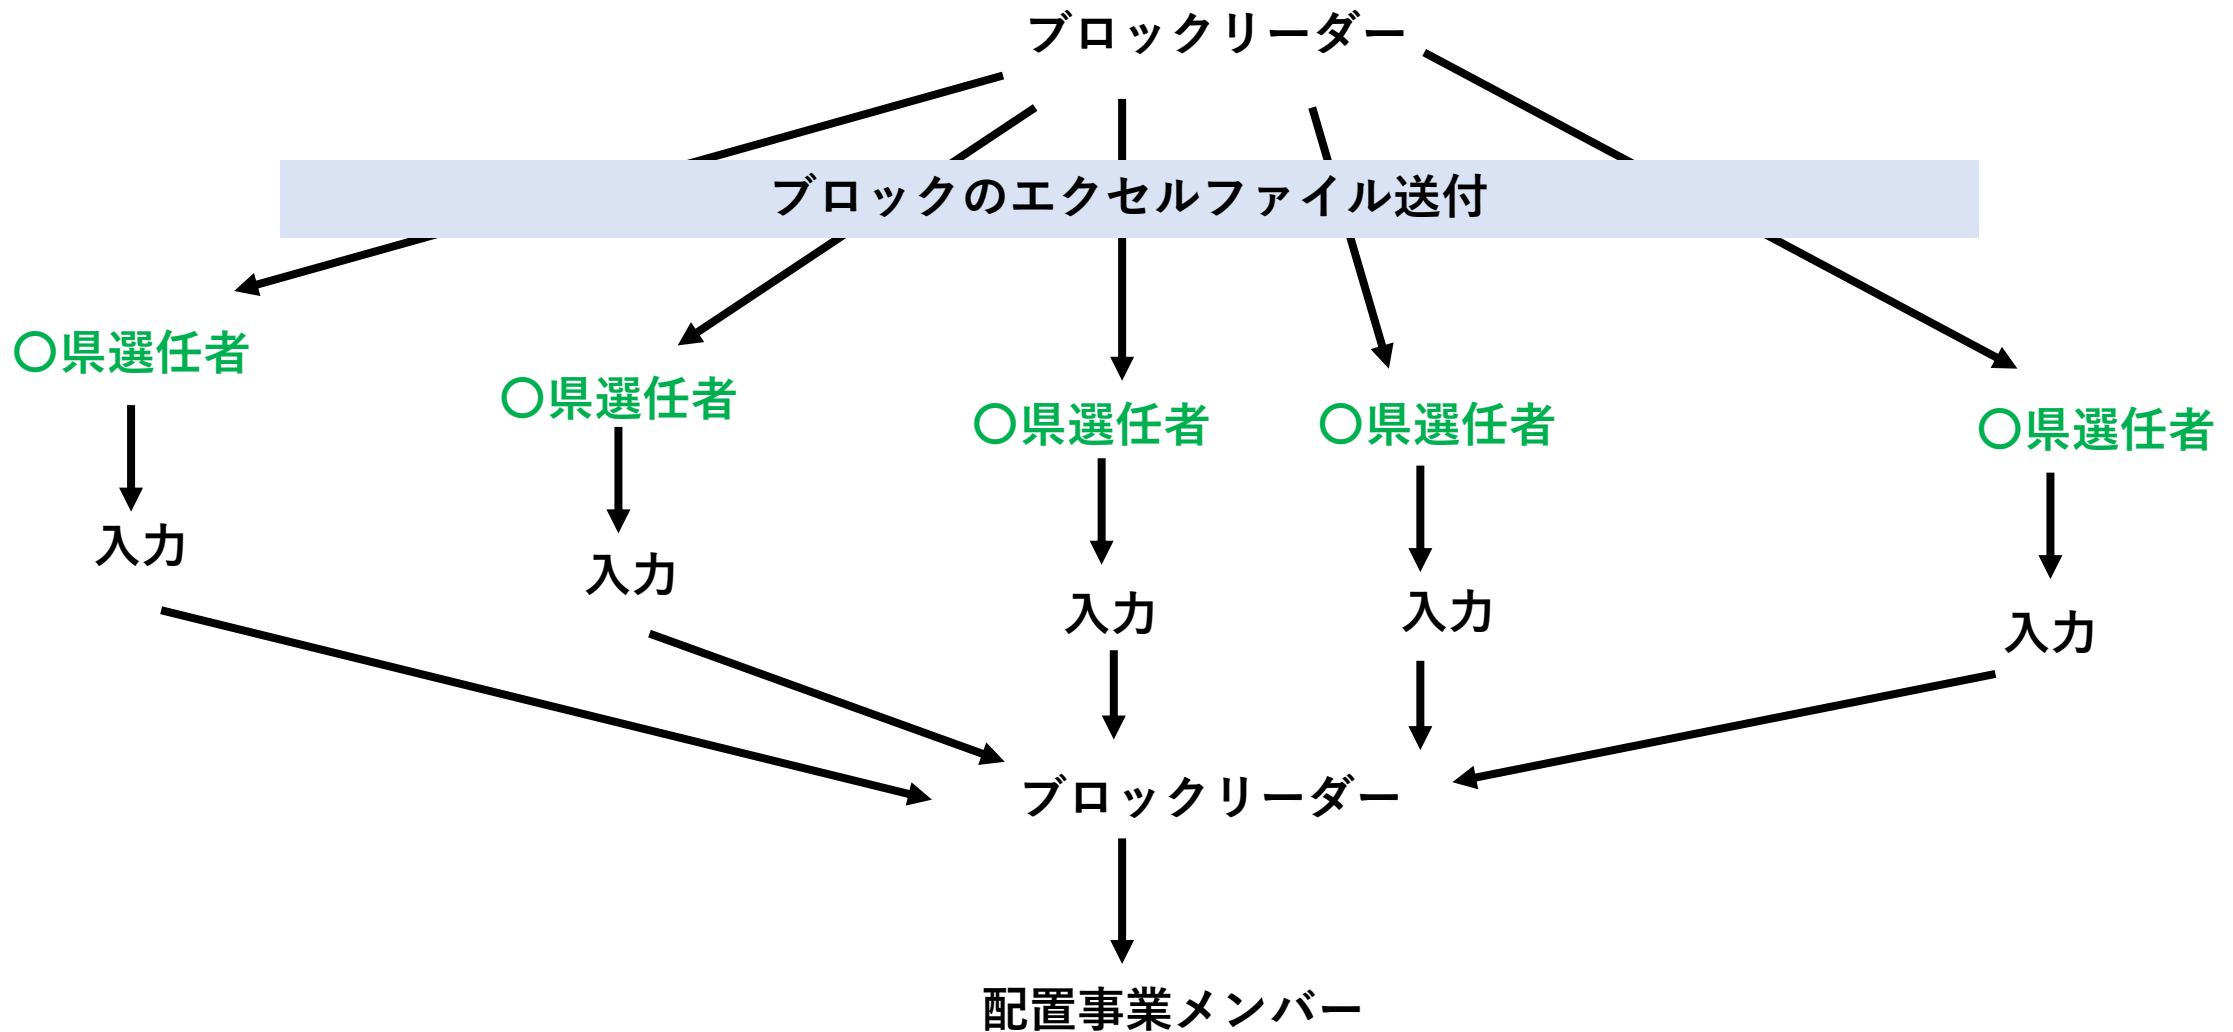 ブロックリーダー
ブロックのエクセルファイル送付
〇県選任者
〇県選任者
〇県選任者
〇県選任者
〇県選任者
入力
入力
入力
入力
入力
ブロックリーダー
配置事業メンバー